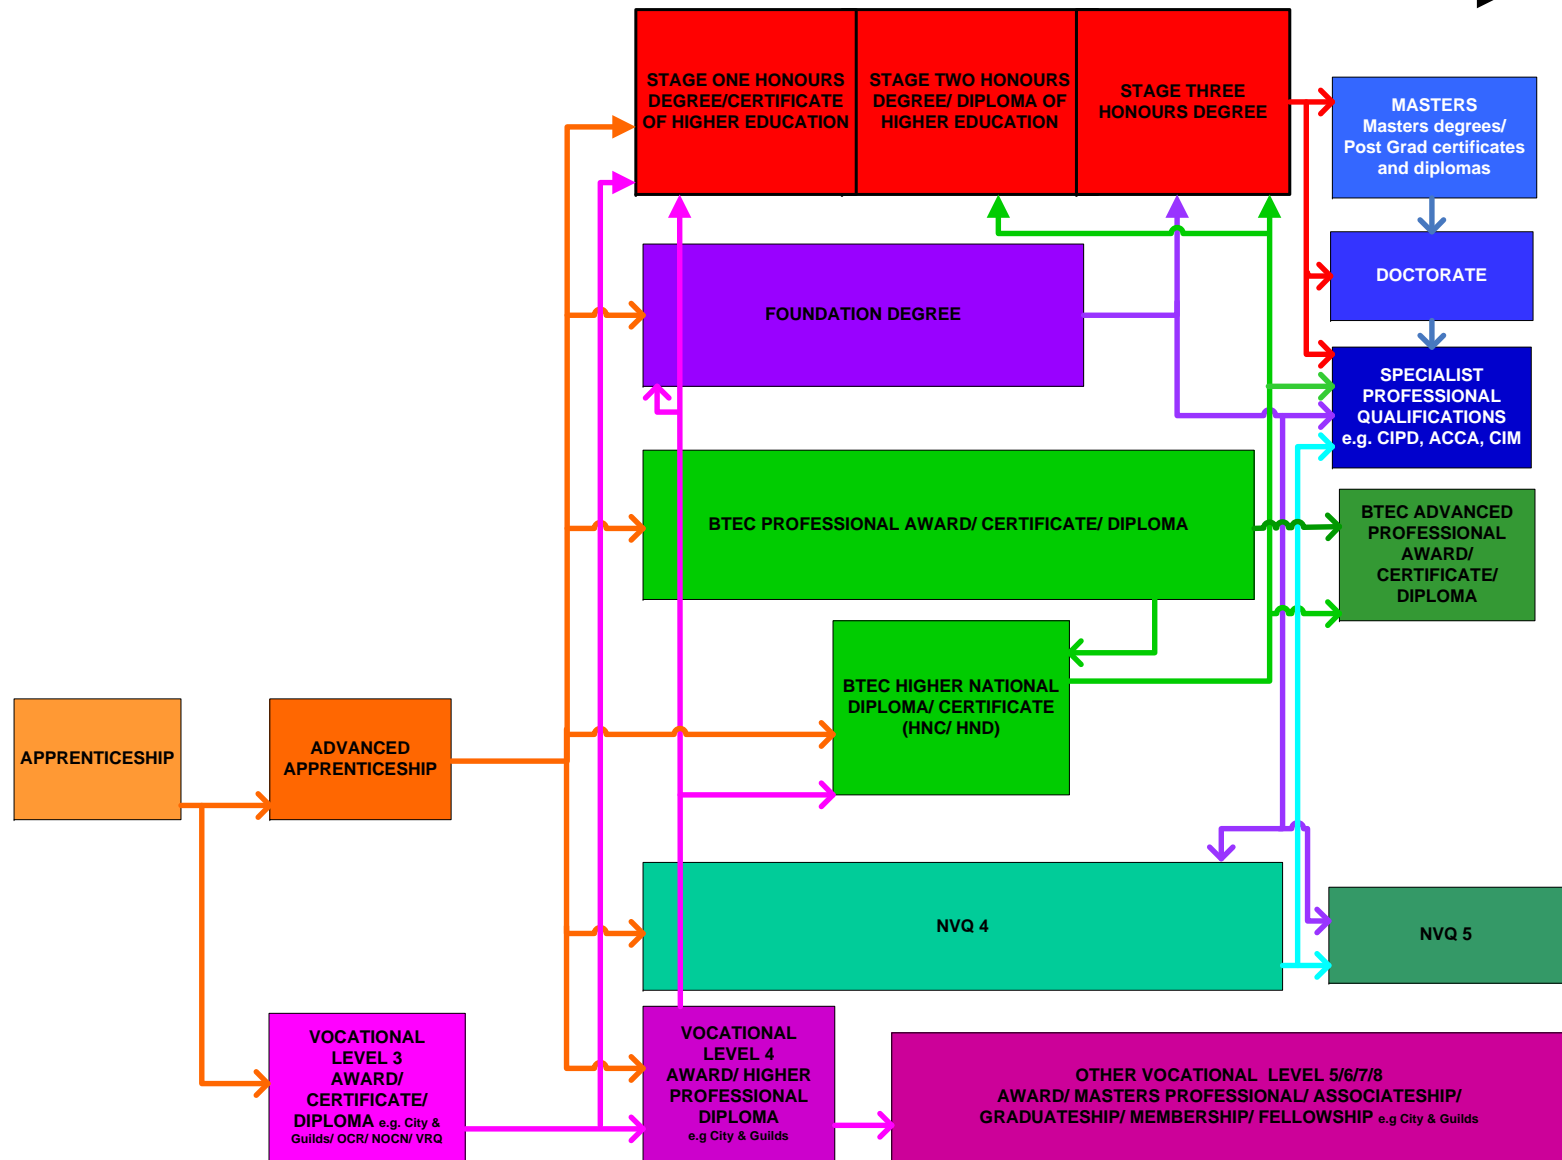 STAGE ONE HONOURS
DEGREE/CERTIFICATE
OF HIGHER EDUCATION
STAGE TWO HONOURS
DEGREE/ DIPLOMA OF
HIGHER EDUCATION
STAGE THREE
HONOURS DEGREE
MASTERS
Masters degrees/
Post Grad certificates
and diplomas
FOUNDATION DEGREE
DOCTORATE
SPECIALIST
PROFESSIONAL
QUALIFICATIONS
e.g. CIPD, ACCA, CIM
BTEC PROFESSIONAL AWARD/ CERTIFICATE/ DIPLOMA
BTEC ADVANCED
PROFESSIONAL
AWARD/
CERTIFICATE/
DIPLOMA
BTEC HIGHER NATIONAL
DIPLOMA/ CERTIFICATE
(HNC/ HND)
APPRENTICESHIP
ADVANCED
APPRENTICESHIP
NVQ 4
NVQ 5
VOCATIONAL
LEVEL 3
AWARD/
CERTIFICATE/
DIPLOMA e.g. City &
Guilds/ OCR/ NOCN/ VRQ
VOCATIONAL
LEVEL 4
AWARD/ HIGHER
PROFESSIONAL
DIPLOMA
e.g City & Guilds
OTHER VOCATIONAL LEVEL 5/6/7/8
AWARD/ MASTERS PROFESSIONAL/ ASSOCIATESHIP/
GRADUATESHIP/ MEMBERSHIP/ FELLOWSHIP e.g City & Guilds